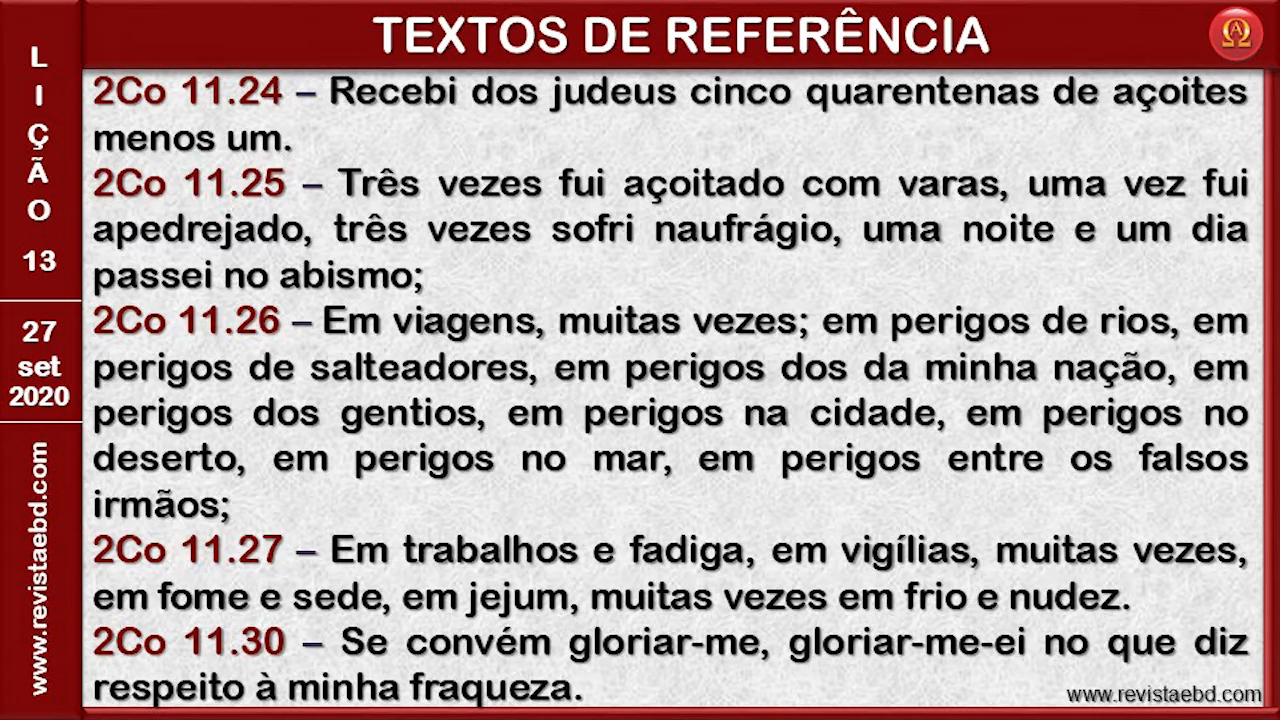 TEXTOS DE REFERÊNCIA
L
I
Ç
Ã
O
13
27
set
2020
www.revistaebd.com
2Co 11.24 – Recebi dos judeus cinco quarentenas de açoites
menos um.
2Co 11.25 – Três vezes fui açoitado com varas, uma vez fui
apedrejado, três vezes sofri naufrágio, uma noite e um dia
passei no abismo;
2Co 11.26 – Em viagens, muitas vezes; em perigos de rios, em
perigos de salteadores, em perigos dos da minha nação, em
perigos dos gentios, em perigos na cidade, em perigos no
deserto, em perigos no mar, em perigos entre os falsos
irmãos;
2Co 11.27 – Em trabalhos e fadiga, em vigílias, muitas vezes,
em fome e sede, em jejum, muitas vezes em frio e nudez.
2Co 11.30 – Se convém gloriar-me, gloriar-me-ei no que diz
respeito à minha fraqueza.
www.revistaebd.com